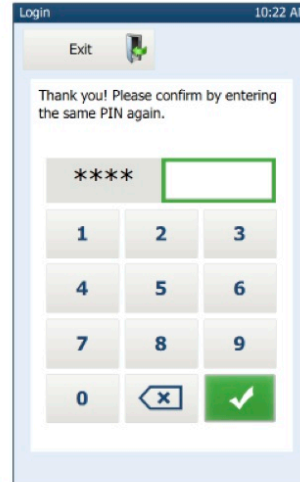 Login 10:22 AM
Exit
Thank you! Please confirm by entering
the same PIN again.
****
1 2 3
4 5 6
7 8 9
0